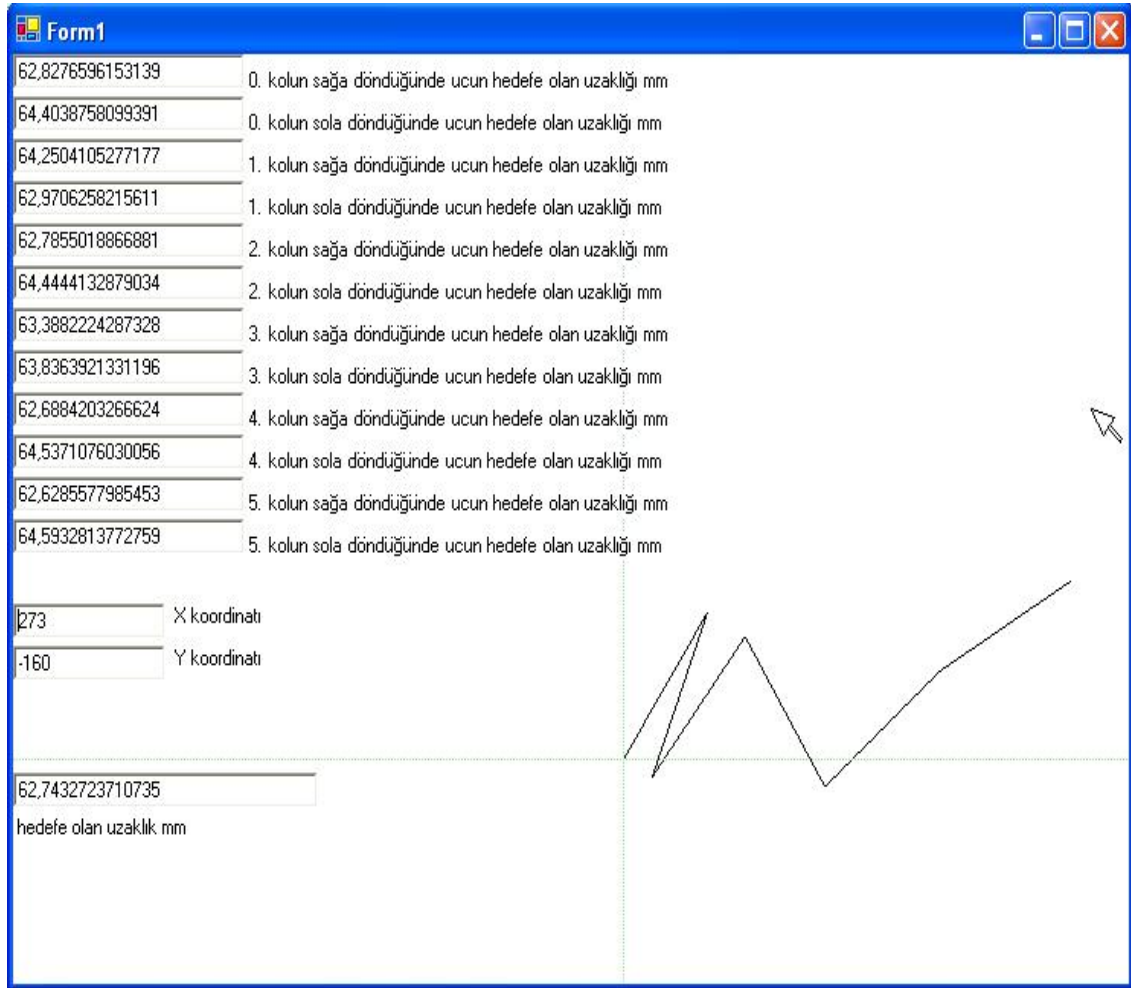 Form1
62,8276596153139 0. kolun sağa döndüğünde ucun hedefe olan uzaklığı mm
64,4038758099391 0. kolun sola döndüğünde ucun hedefe olan uzaklığı mm
64,2504105277177 1. kolun sağa döndüğünde ucun hedefe olan uzaklığı mm
62,9706258215611 1. kolun sola döndüğünde ucun hedefe olan uzaklığı mm
62,7855018866881 2. kolun sağa döndüğünde ucun hedefe olan uzaklığı mm
64,4444132879034 2. kolun sola döndüğünde ucun hedefe olan uzaklığı mm
63,3882224287328 3. kolun sağa döndüğünde ucun hedefe olan uzaklığı mm
63,8363921331196 3. kolun sola döndüğünde ucun hedefe olan uzaklığı mm
62,6884203266624 4. kolun sağa döndüğünde ucun hedefe olan uzaklığı mm
64,5371076030056 4. kolun sola döndüğünde ucun hedefe olan uzaklığı mm
62,6285577985453 5. kolun sağa döndüğünde ucun hedefe olan uzaklığı mm
64,5932813772759 5. kolun sola döndüğünde ucun hedefe olan uzaklığı mm
273 X koordinatı
-160 Y koordinatı
62,7432723710735
hedefe olan uzaklık mm